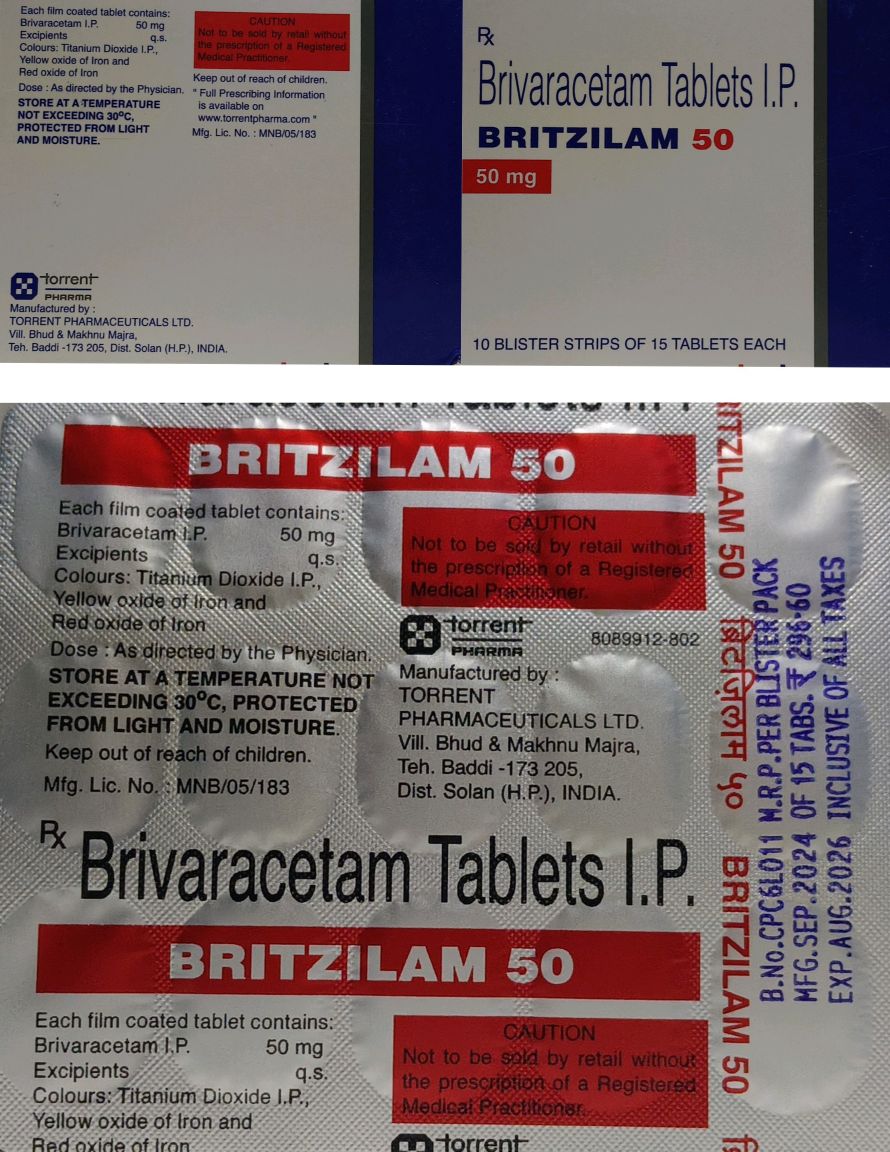 Each film coated tablet contains:
Brivaracetam I.P. 50 mg
Excipients q.s.
Colours: Titanium Dioxide I.P.,
Yellow oxide of Iron and
Red oxide of Iron
Dose : As directed by the Physician.
STORE AT A TEMPERATURE
NOT EXCEEDING 30ºC,
PROTECTED FROM LIGHT
AND MOISTURE.
CAUTION
Not to be sold by retail without
the prescription of a Registered
Medical Practitioner.
Keep out of reach of children.
" Full Prescribing Information
is available on
www.torrentpharma.com "
Mfg. Lic. No. : MNB/05/183
torrent
PHARMA
Manufactured by :
TORRENT PHARMACEUTICALS LTD.
Vill. Bhud & Makhnu Majra,
Teh. Baddi -173 205, Dist. Solan (H.P.), INDIA.
Rx
Brivaracetam Tablets I.P.
BRITZILAM 50
50 mg
10 BLISTER STRIPS OF 15 TABLETS EACH
BRITZILAM 50
Each film coated tablet contains:
Brivaracetam I.P. 50 mg
Excipients q.s.
Colours: Titanium Dioxide I.P.,
Yellow oxide of Iron and
Red oxide of Iron
Dose : As directed by the Physician.
STORE AT A TEMPERATURE NOT
EXCEEDING 30ºC, PROTECTED
FROM LIGHT AND MOISTURE.
Keep out of reach of children.
Mfg. Lic. No. : MNB/05/183
CAUTION
Not to be sold by retail without
the prescription of a Registered
Medical Practitioner.
torrent
PHARMA
8089912-802
Manufactured by :
TORRENT
PHARMACEUTICALS LTD.
Vill. Bhud & Makhnu Majra,
Teh. Baddi -173 205,
Dist. Solan (H.P.), INDIA.
Rx
Brivaracetam Tablets I.P.
BRITZILAM 50
Each film coated tablet contains:
Brivaracetam I.P. 50 mg
Excipients q.s.
Colours: Titanium Dioxide I.P.,
Yellow oxide of Iron and
Red oxide of Iron
CAUTION
Not to be sold by retail without
the prescription of a Registered
Medical Practitioner.
torrent
ITZILAM 50 ब्रिटज़िलाम ५० BRITZILAM 50
B.No.CPC6L011 M.R.P.PER BLISTER PACK
MFG.SEP.2024 OF 15 TABS. ₹ 296.60
EXP.AUG.2026 INCLUSIVE OF ALL TAXES